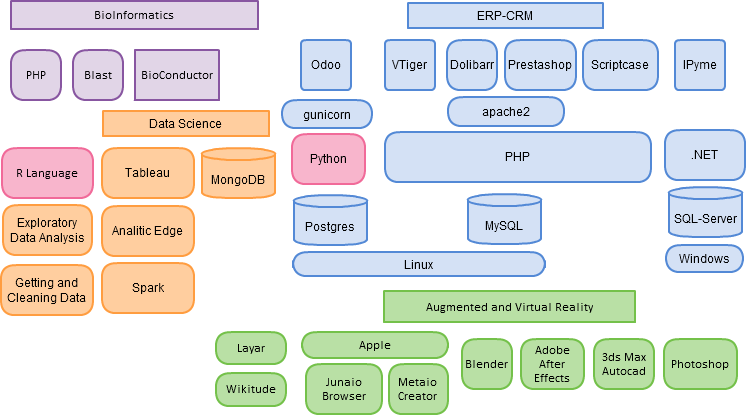 BioInformatics
ERP-CRM
PHP
Blast
BioConductor
Odoo
VTiger
Dolibarr
Prestashop
Scriptcase
IPyme
gunicorn
apache2
Data Science
R Language
Tableau
MongoDB
Python
PHP
.NET
Exploratory
Data Analysis
Analitic Edge
Postgres
MySQL
SQL-Server
Getting and
Cleaning Data
Spark
Linux
Windows
Augmented and Virtual Reality
Layar
Wikitude
Apple
Junaio
Browser
Metaio
Creator
Blender
Adobe
After
Effects
3ds Max
Autocad
Photoshop